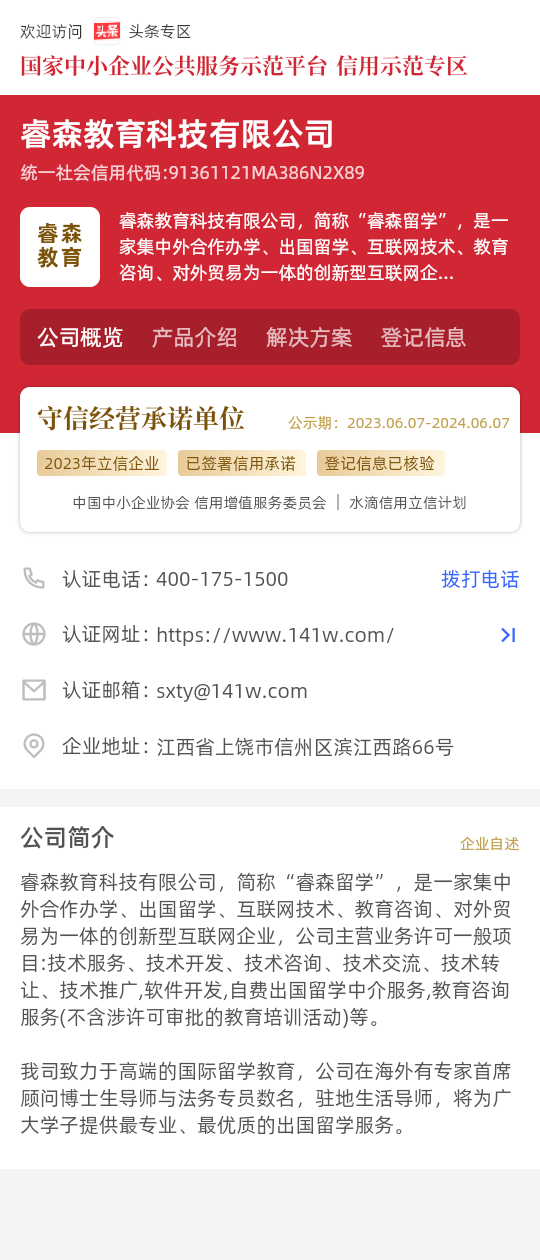 欢迎访问 头条 头条专区
国家中小企业公共服务示范平台 信用示范专区
睿森教育科技有限公司
统一社会信用代码:91361121MA386N2X89
睿森
教育
睿森教育科技有限公司，简称“睿森留学”，是一
家集中外合作办学、出国留学、互联网技术、教育
咨询、对外贸易为一体的创新型互联网企...
公司概览 产品介绍 解决方案 登记信息
守信经营承诺单位 公示期：2023.06.07-2024.06.07
2023年立信企业 已签署信用承诺 登记信息已核验
中国中小企业协会 信用增值服务委员会 | 水滴信用立信计划
认证电话：400-175-1500 拨打电话
认证网址：https://www.141w.com/
认证邮箱：sxty@141w.com
企业地址：江西省上饶市信州区滨江西路66号
公司简介 企业自述
睿森教育科技有限公司，简称“睿森留学”，是一家集中
外合作办学、出国留学、互联网技术、教育咨询、对外贸
易为一体的创新型互联网企业，公司主营业务许可一般项
目:技术服务、技术开发、技术咨询、技术交流、技术转
让、技术推广,软件开发,自费出国留学中介服务,教育咨询
服务(不含涉许可审批的教育培训活动)等。
我司致力于高端的国际留学教育，公司在海外有专家首席
顾问博士生导师与法务专员数名，驻地生活导师，将为广
大学子提供最专业、最优质的出国留学服务。